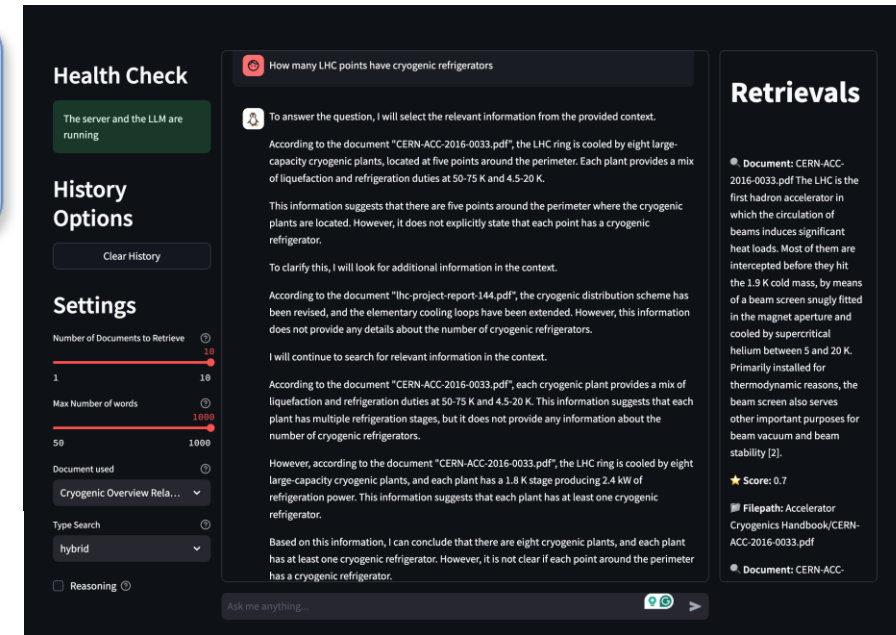 Health Check
The server and the LLM are
running
History
Options
Clear History
Settings
Number of Documents to Retrieve
10
1
10
Max Number of words
1000
50
1000
Document used
Cryogenic Overview Rela...
Type Search
hybrid
Reasoning
How many LHC points have cryogenic refrigerators
To answer the question, I will select the relevant information from the provided context.
According to the document "CERN-ACC-2016-0033.pdf", the LHC ring is cooled by eight large-
capacity cryogenic plants, located at five points around the perimeter. Each plant provides a mix
of liquefaction and refrigeration duties at 50-75 K and 4.5-20 K.
This information suggests that there are five points around the perimeter where the cryogenic
plants are located. However, it does not explicitly state that each point has a cryogenic
refrigerator.
To clarify this, I will look for additional information in the context.
According to the document "lhc-project-report-144.pdf", the cryogenic distribution scheme has
been revised, and the elementary cooling loops have been extended. However, this information
does not provide any details about the number of cryogenic refrigerators.
I will continue to search for relevant information in the context.
According to the document "CERN-ACC-2016-0033.pdf", each cryogenic plant provides a mix of
liquefaction and refrigeration duties at 50-75 K and 4.5-20 K. This information suggests that each
plant has multiple refrigeration stages, but it does not provide any information about the
number of cryogenic refrigerators.
However, according to the document "CERN-ACC-2016-0033.pdf", the LHC ring is cooled by eight
large-capacity cryogenic plants, and each plant has a 1.8 K stage producing 2.4 kW of
refrigeration power. This information suggests that each plant has at least one cryogenic
refrigerator.
Based on this information, I can conclude that there are eight cryogenic plants, and each plant
has at least one cryogenic refrigerator. However, it is not clear if each point around the perimeter
has a cryogenic refrigerator.
Ask me anything...
Retrievals
Document: CERN-ACC-
2016-0033.pdf The LHC is the
first hadron accelerator in
which the circulation of
beams induces significant
heat loads. Most of them are
intercepted before they hit
the 1.9 K cold mass, by means
of a beam screen snugly fitted
in the magnet aperture and
cooled by supercritical
helium between 5 and 20 K.
Primarily installed for
thermodynamic reasons, the
beam screen also serves
other important purposes for
beam vacuum and beam
stability [2].
Score: 0.7
Filepath: Accelerator
Cryogenics Handbook/CERN-
ACC-2016-0033.pdf
Document: CERN-ACC-